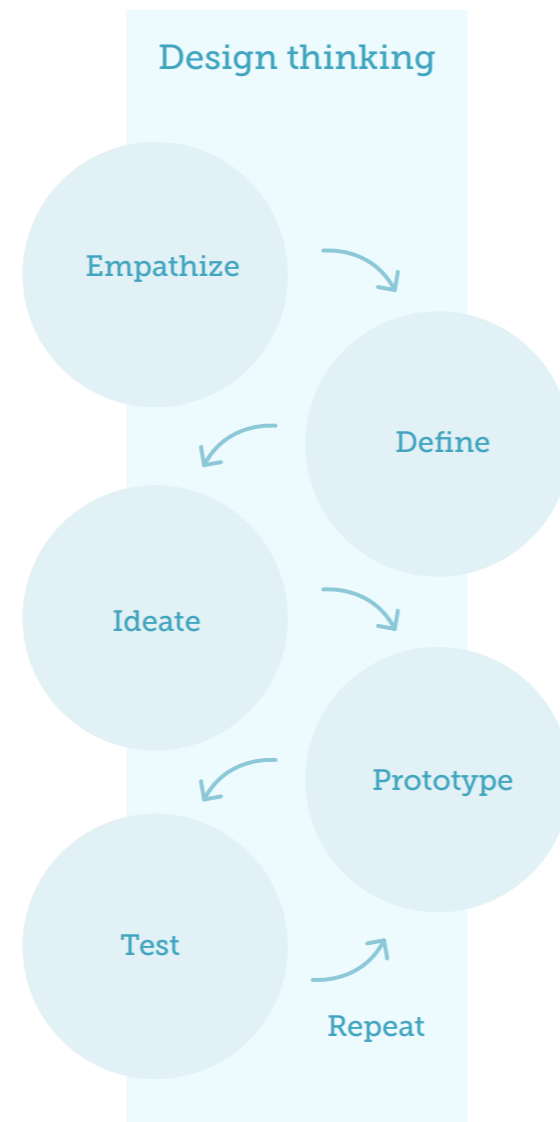 Design thinking
Empathize
Define
Ideate
Prototype
Test
Repeat